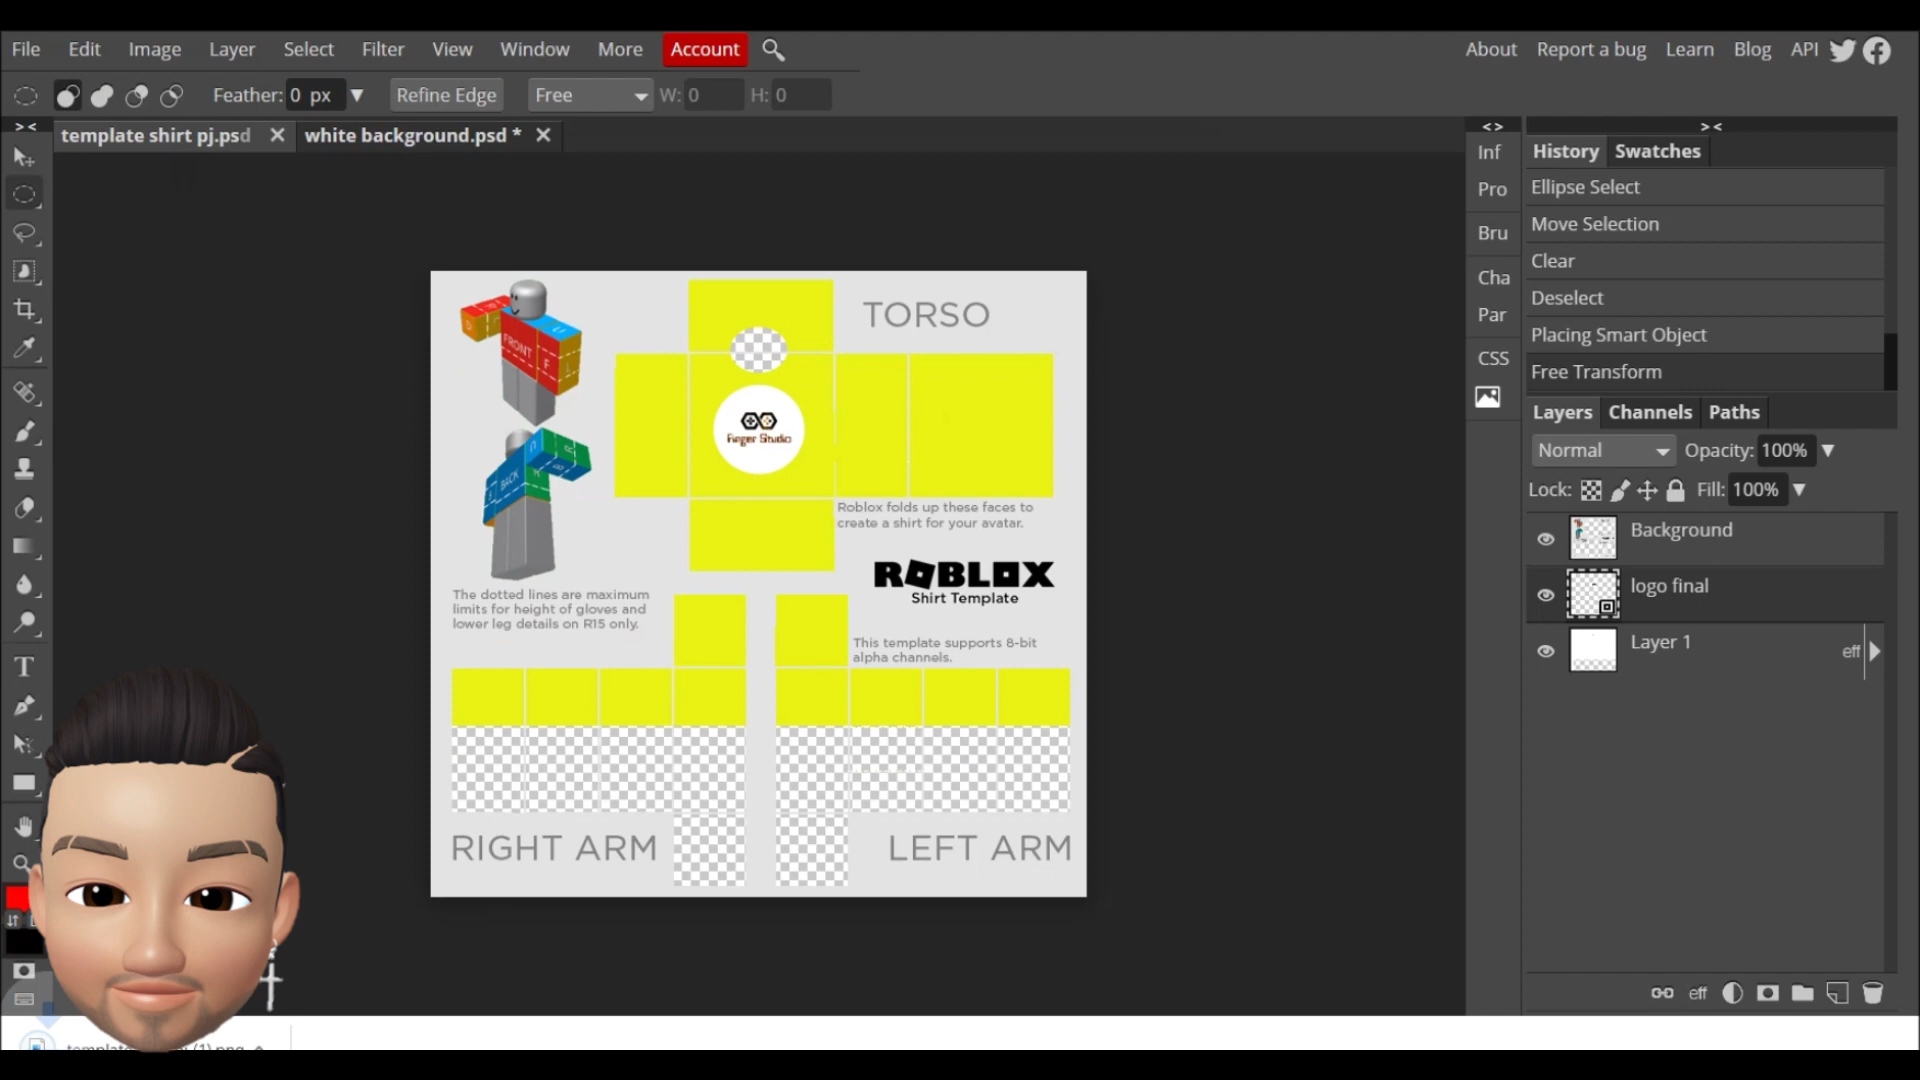 File Edit Image Layer Select Filter View Window More Account
About Report a bug Learn Blog API
Feather: 0 px Refine Edge Free W: 0 H: 0
> <
template shirt pj.psd
white background.psd *
< >
> <
Inf
Pro
Bru
Cha
Par
CSS
History Swatches
Ellipse Select
Move Selection
Clear
Deselect
Placing Smart Object
Free Transform
Layers Channels Paths
Normal Opacity: 100%
Lock: Fill: 100%
Background
logo final
Layer 1 eff
eff
TORSO
FRONT F L
U
BACK
Finger Studio
Roblox folds up these faces to
create a shirt for your avatar.
ROBLOX
Shirt Template
The dotted lines are maximum
limits for height of gloves and
lower leg details on R15 only.
This template supports 8-bit
alpha channels.
RIGHT ARM
LEFT ARM
T